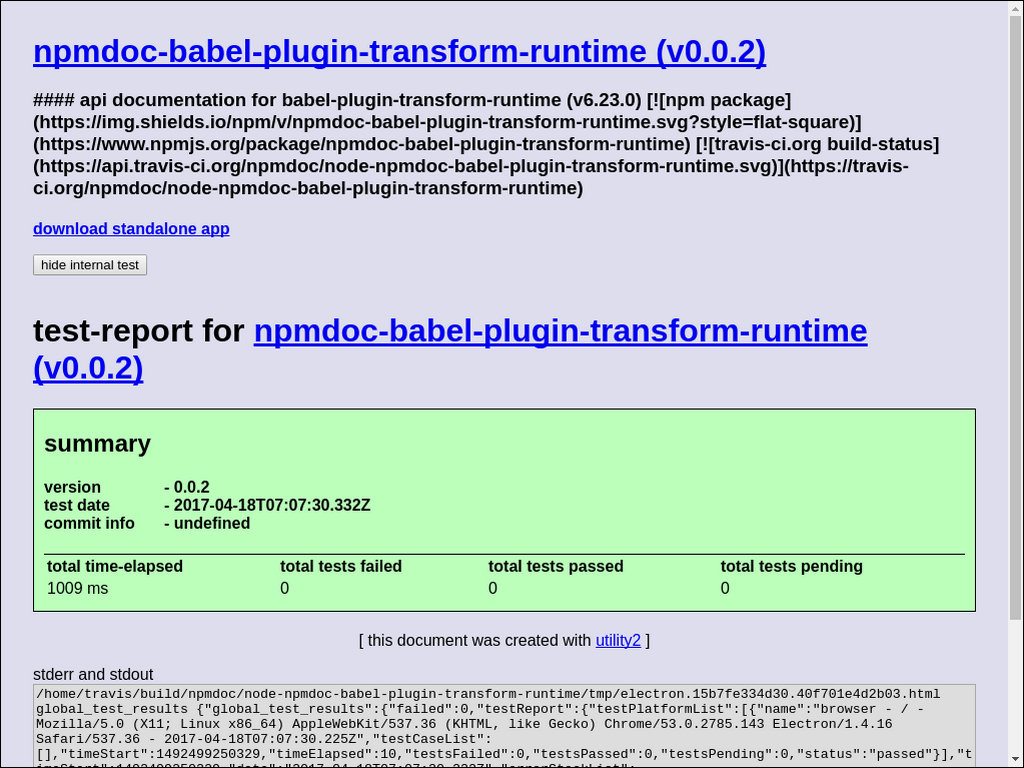 npmdoc-babel-plugin-transform-runtime (v0.0.2)
#### api documentation for babel-plugin-transform-runtime (v6.23.0) [![npm package]
(https://img.shields.io/npm/v/npmdoc-babel-plugin-transform-runtime.svg?style=flat-square)]
(https://www.npmjs.org/package/npmdoc-babel-plugin-transform-runtime) [![travis-ci.org build-status]
(https://api.travis-ci.org/npmdoc/node-npmdoc-babel-plugin-transform-runtime.svg)](https://travis-
ci.org/npmdoc/node-npmdoc-babel-plugin-transform-runtime)
download standalone app
hide internal test
test-report for npmdoc-babel-plugin-transform-runtime
(v0.0.2)
summary
version - 0.0.2
test date - 2017-04-18T07:07:30.332Z
commit info - undefined
total time-elapsed total tests failed total tests passed total tests pending
1009 ms 0 0 0
[ this document was created with utility2 ]
stderr and stdout
/home/travis/build/npmdoc/node-npmdoc-babel-plugin-transform-runtime/tmp/electron.15b7fe334d30.40f701e4d2b03.html
global_test_results {"global_test_results":{"failed":0,"testReport":{"testPlatformList":[{"name":"browser - / -
Mozilla/5.0 (X11; Linux x86_64) AppleWebKit/537.36 (KHTML, like Gecko) Chrome/53.0.2785.143 Electron/1.4.16
Safari/537.36 - 2017-04-18T07:07:30.225Z","testCaseList":
[],"timeStart":1492499250329,"timeElapsed":10,"testsFailed":0,"testsPassed":0,"testsPending":0,"status":"passed"}],"t